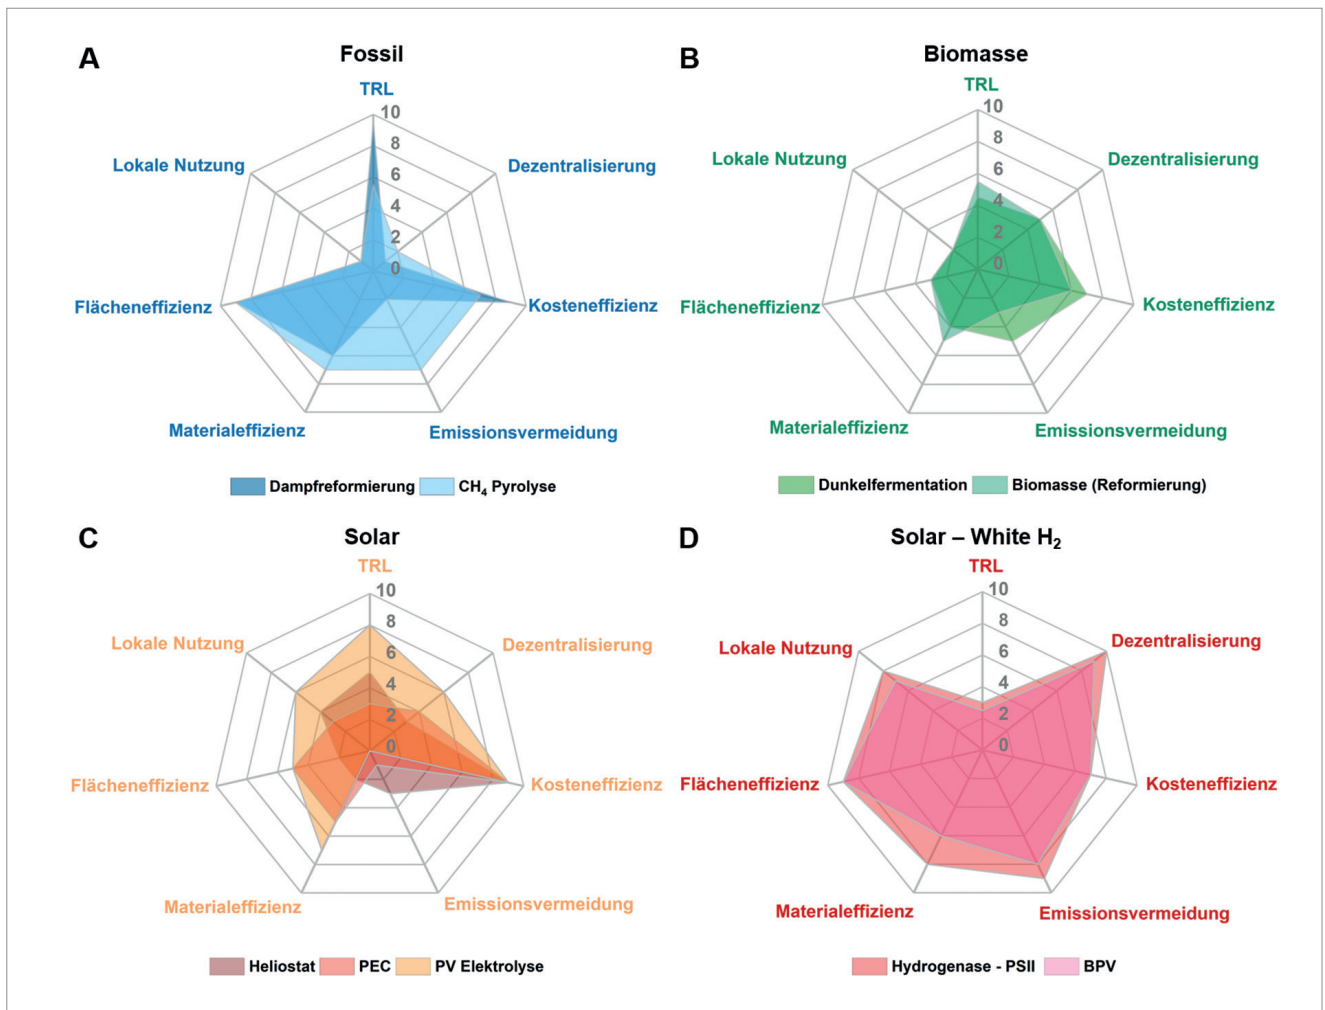 A
Fossil
TRL
10
8
6
4
2
0
Lokale Nutzung
Dezentralisierung
Flächeneffizienz
Kosteneffizienz
Materialeffizienz
Emissionsvermeidung
Dampfreformierung
CH₄ Pyrolyse
B
Biomasse
TRL
10
8
6
4
2
0
Lokale Nutzung
Dezentralisierung
Flächeneffizienz
Kosteneffizienz
Materialeffizienz
Emissionsvermeidung
Dunkelfermentation
Biomasse (Reformierung)
C
Solar
TRL
10
8
6
4
2
0
Lokale Nutzung
Dezentralisierung
Flächeneffizienz
Kosteneffizienz
Materialeffizienz
Emissionsvermeidung
Heliostat
PEC
PV Elektrolyse
D
Solar – White H₂
TRL
10
8
6
4
2
0
Lokale Nutzung
Dezentralisierung
Flächeneffizienz
Kosteneffizienz
Materialeffizienz
Emissionsvermeidung
Hydrogenase - PSII
BPV